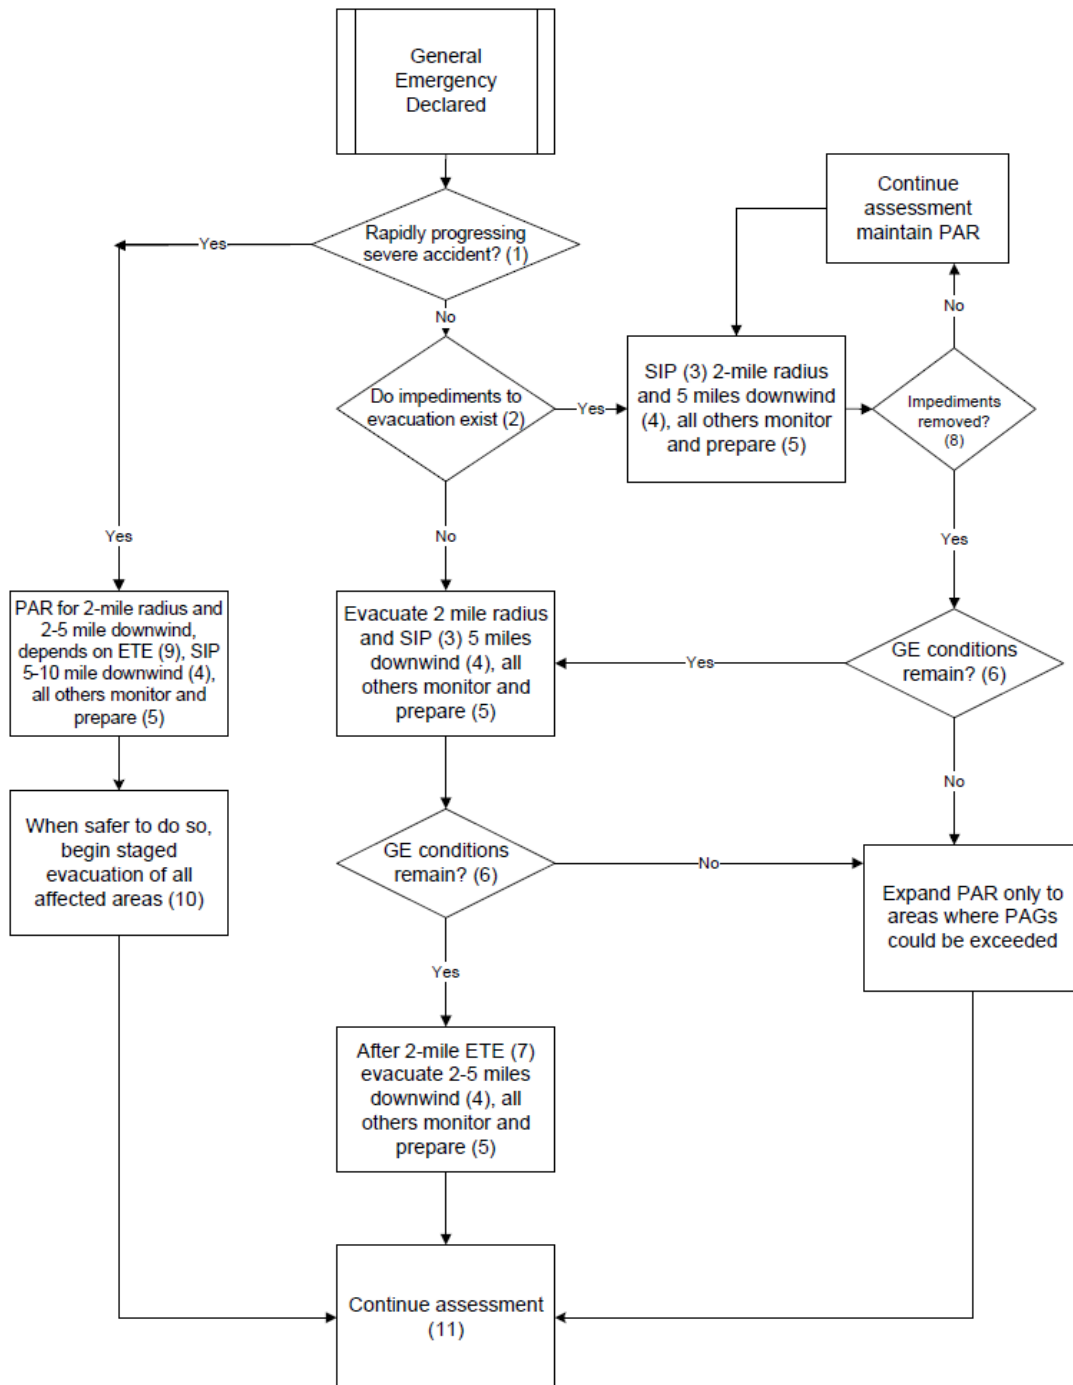 General
Emergency
Declared
Continue
assessment
maintain PAR
Yes
Rapidly progressing
severe accident? (1)
No
No
Do impediments to
evacuation exist (2)
Yes
SIP (3) 2-mile radius
and 5 miles downwind
(4), all others monitor
and prepare (5)
Impediments
removed?
(8)
Yes
No
Yes
PAR for 2-mile radius and
2-5 mile downwind,
depends on ETE (9), SIP
5-10 mile downwind (4),
all others monitor and
prepare (5)
Evacuate 2 mile radius
and SIP (3) 5 miles
downwind (4), all
others monitor and
prepare (5)
Yes
GE conditions
remain? (6)
No
When safer to do so,
begin staged
evacuation of all
affected areas (10)
GE conditions
remain? (6)
No
Expand PAR only to
areas where PAGs
could be exceeded
Yes
After 2-mile ETE (7)
evacuate 2-5 miles
downwind (4), all
others monitor and
prepare (5)
Continue assessment
(11)